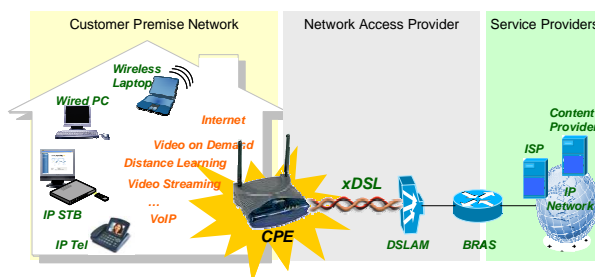 Customer Premise Network
Network Access Provider
Service Providers
Wireless
Laptop
Wired PC
Internet
Video on Demand
Distance Learning
Video Streaming
...
VoIP
IP STB
IP Tel
CPE
xDSL
DSLAM
BRAS
ISP
Content
Provider
IP
Network